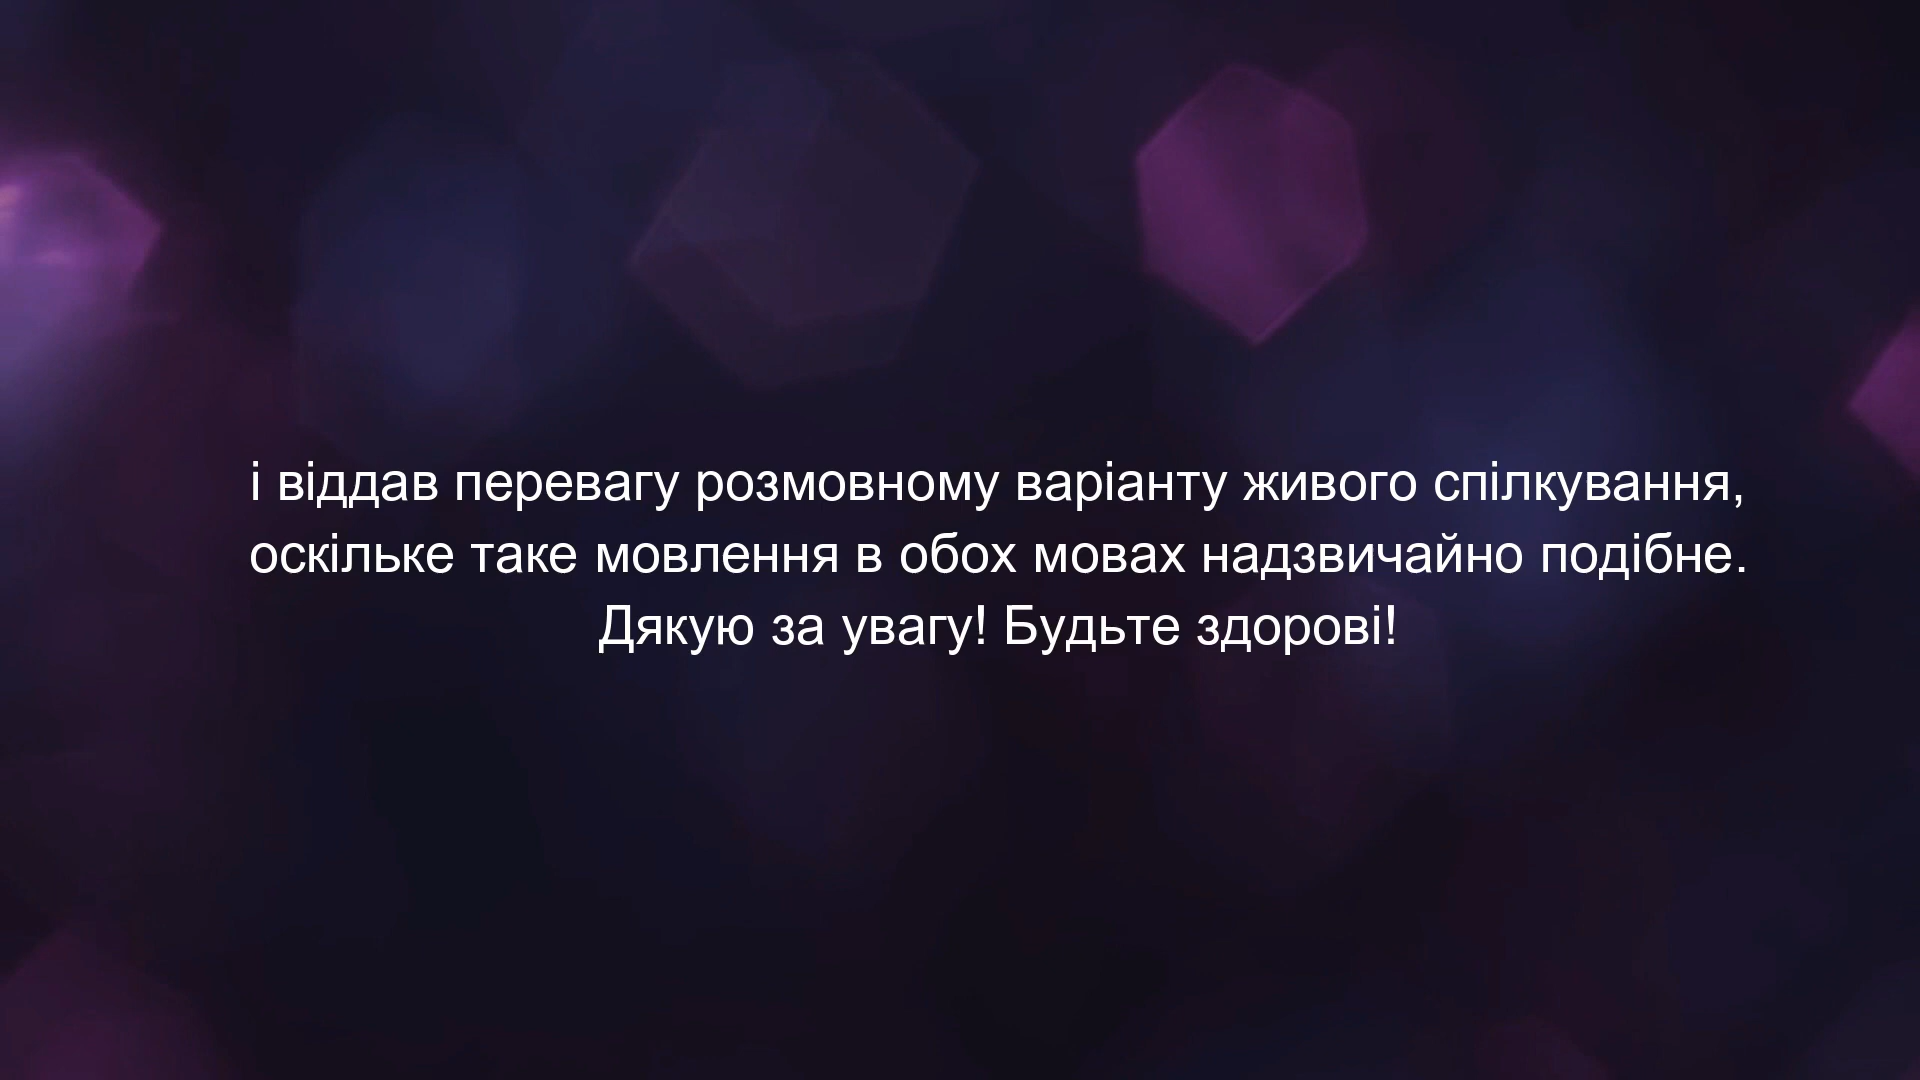 і віддав перевагу розмовному варіанту живого спілкування,
оскільке таке мовлення в обох мовах надзвичайно подібне.
Дякую за увагу! Будьте здорові!